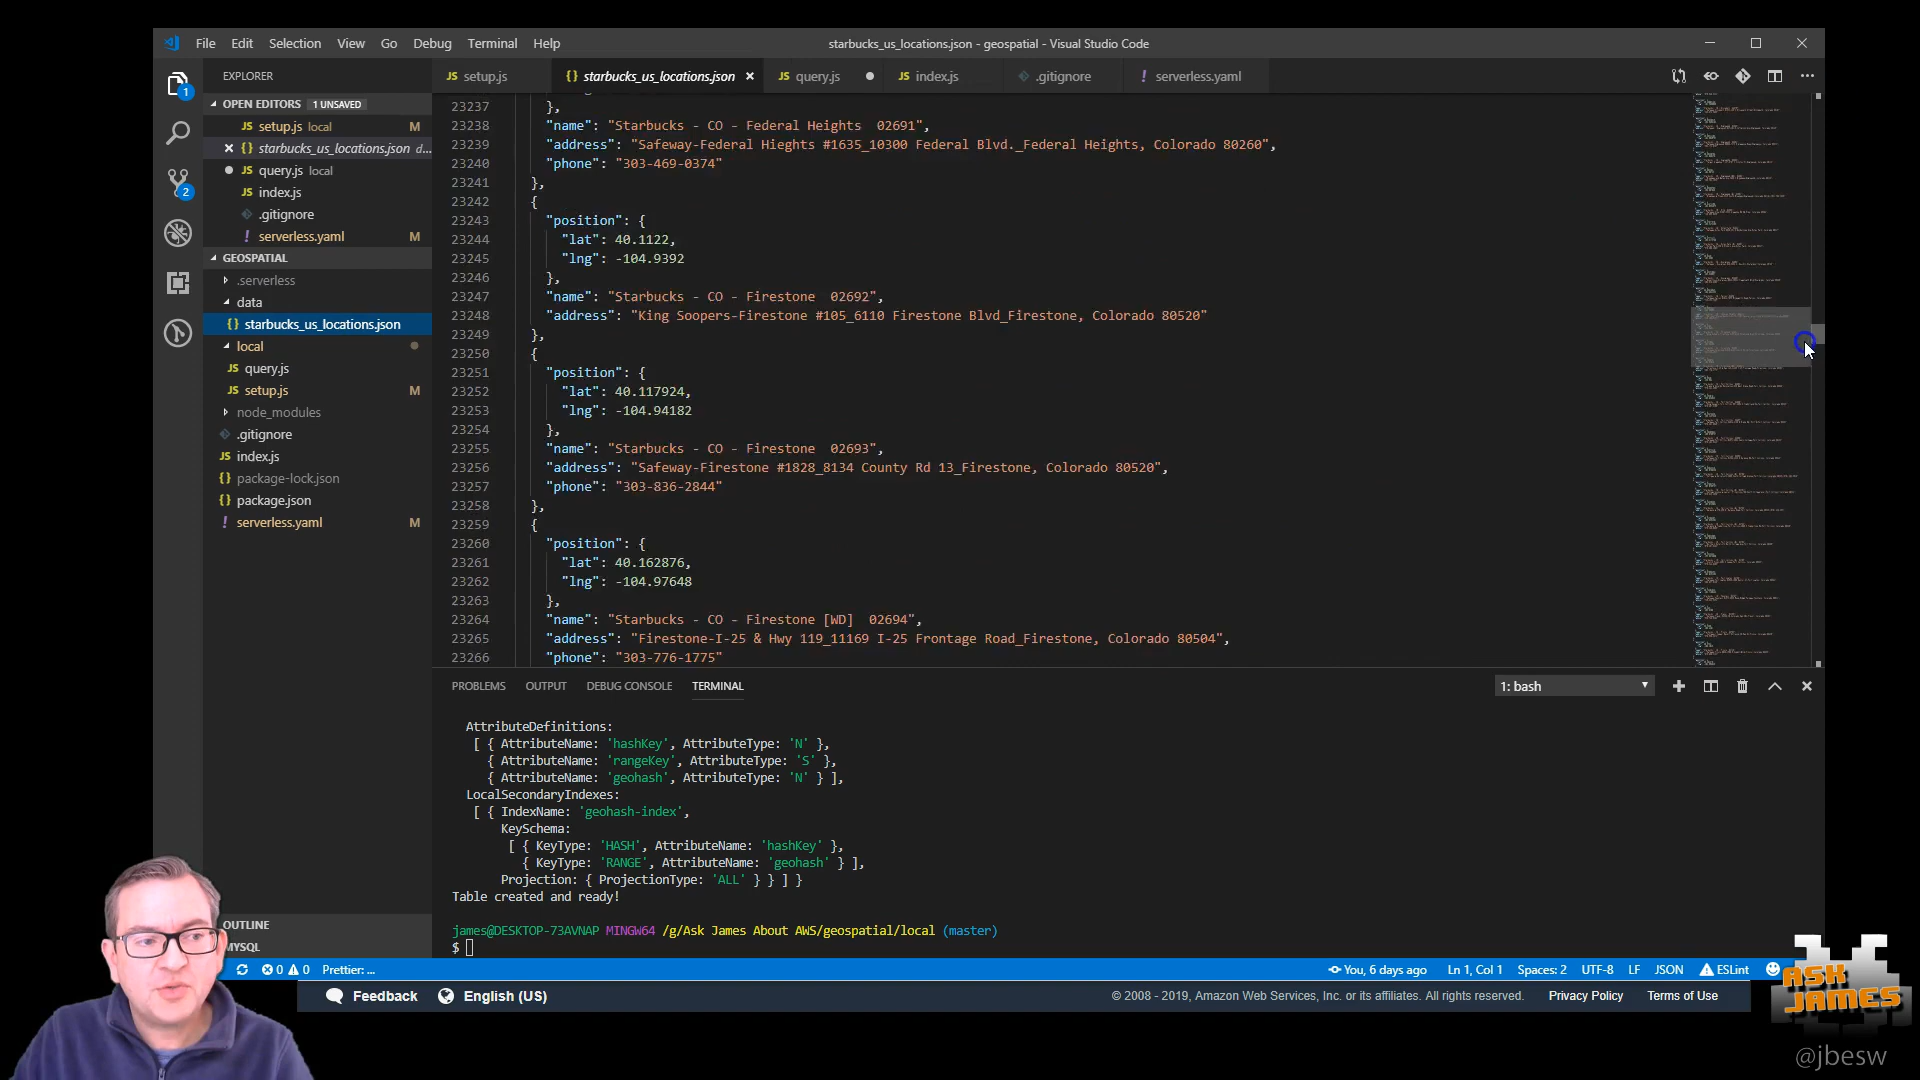 File Edit Selection View Go Debug Terminal Help
starbucks_us_locations.json - geospatial - Visual Studio Code
EXPLORER
OPEN EDITORS 1 UNSAVED
JS setup.js local M
{} starbucks_us_locations.json d...
JS query.js local
JS index.js
.gitignore
! serverless.yaml M
GEOSPATIAL
.serverless
data
{} starbucks_us_locations.json
local
JS query.js
JS setup.js M
node_modules
.gitignore
JS index.js
{} package-lock.json
{} package.json
! serverless.yaml M
OUTLINE
MYSQL
1
2
JS setup.js {} starbucks_us_locations.json JS query.js JS index.js .gitignore ! serverless.yaml
23237 },
23238 "name": "Starbucks - CO - Federal Heights  02691",
23239 "address": "Safeway-Federal Hieghts #1635_10300 Federal Blvd._Federal Heights, Colorado 80260",
23240 "phone": "303-469-0374"
23241 },
23242 {
23243 "position": {
23244 "lat": 40.1122,
23245 "lng": -104.9392
23246 },
23247 "name": "Starbucks - CO - Firestone  02692",
23248 "address": "King Soopers-Firestone #105_6110 Firestone Blvd_Firestone, Colorado 80520"
23249 },
23250 {
23251 "position": {
23252 "lat": 40.117924,
23253 "lng": -104.94182
23254 },
23255 "name": "Starbucks - CO - Firestone  02693",
23256 "address": "Safeway-Firestone #1828_8134 County Rd 13_Firestone, Colorado 80520",
23257 "phone": "303-836-2844"
23258 },
23259 {
23260 "position": {
23261 "lat": 40.162876,
23262 "lng": -104.97648
23263 },
23264 "name": "Starbucks - CO - Firestone [WD]  02694",
23265 "address": "Firestone-I-25 & Hwy 119_11169 I-25 Frontage Road_Firestone, Colorado 80504",
23266 "phone": "303-776-1775"
PROBLEMS OUTPUT DEBUG CONSOLE TERMINAL 1: bash
AttributeDefinitions:
[ { AttributeName: 'hashKey', AttributeType: 'N' },
{ AttributeName: 'rangeKey', AttributeType: 'S' },
{ AttributeName: 'geohash', AttributeType: 'N' } ],
LocalSecondaryIndexes:
[ { IndexName: 'geohash-index',
KeySchema:
[ { KeyType: 'HASH', AttributeName: 'hashKey' },
{ KeyType: 'RANGE', AttributeName: 'geohash' } ],
Projection: { ProjectionType: 'ALL' } } ] }
Table created and ready!
james@DESKTOP-73AVNAP MINGW64 /g/Ask James About AWS/geospatial/local (master)
$
0 0 Prettier: ... You, 6 days ago Ln 1, Col 1 Spaces: 2 UTF-8 LF JSON ESLint
Feedback English (US) © 2008 - 2019, Amazon Web Services, Inc. or its affiliates. All rights reserved. Privacy Policy Terms of Use
ASK
JAMES
@jbesw